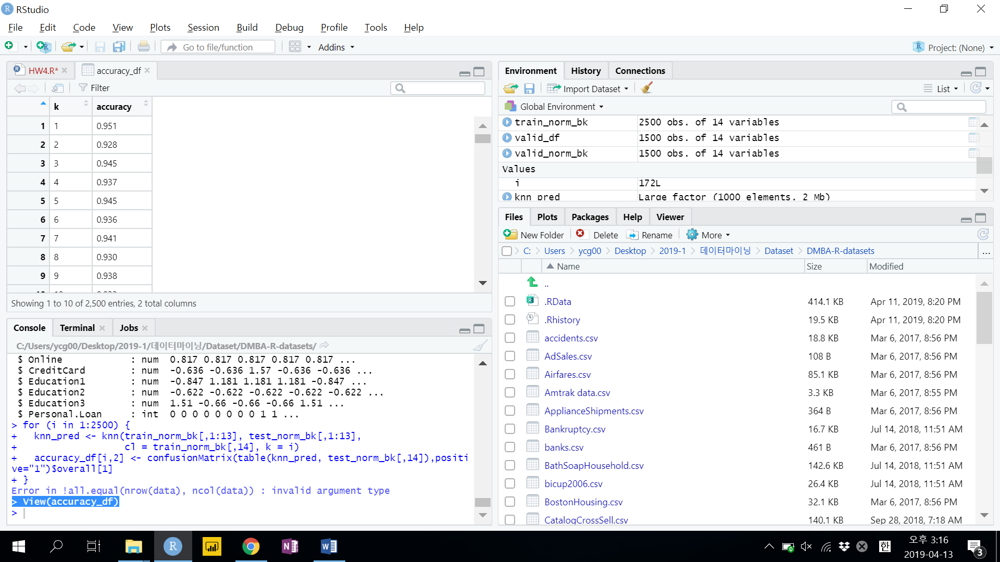 RStudio
File Edit Code View Plots Session Build Debug Profile Tools Help
Go to file/function Addins Project: (None)
HW4.R* accuracy_df
Filter
k accuracy
1 1 0.951
2 2 0.928
3 3 0.945
4 4 0.937
5 5 0.945
6 6 0.936
7 7 0.941
8 8 0.930
9 9 0.938
Showing 1 to 10 of 2,500 entries, 2 total columns
Console Terminal Jobs
C:/Users/ycg00/Desktop/2019-1/데이터마이닝/Dataset/DMBA-R-datasets/
$ Online : num 0.817 0.817 0.817 0.817 0.817 ...
$ CreditCard : num -0.636 -0.636 1.57 -0.636 -0.636 ...
$ Education1 : num -0.847 1.181 1.181 1.181 -0.847 ...
$ Education2 : num -0.622 -0.622 -0.622 -0.622 -0.622 ...
$ Education3 : num 1.51 -0.66 -0.66 -0.66 1.51 ...
$ Personal.Loan : int 0 0 0 0 0 0 0 0 1 1 ...
> for (i in 1:2500) {
+ knn_pred <- knn(train_norm_bk[,1:13], test_norm_bk[,1:13],
+ cl = train_norm_bk[,14], k = i)
+ accuracy_df[i,2] <- confusionMatrix(table(knn_pred, test_norm_bk[,14]),positi
ve="1")$overall[1]
+ }
Error in !all.equal(nrow(data), ncol(data)) : invalid argument type
> View(accuracy_df)
>
Environment History Connections
Import Dataset List
Global Environment
train_norm_bk 2500 obs. of 14 variables
valid_df 1500 obs. of 14 variables
valid_norm_bk 1500 obs. of 14 variables
Values
i 172L
knn_pred Large factor (1000 elements, 2 Mb)
Files Plots Packages Help Viewer
New Folder Delete Rename More
C: Users ycg00 Desktop 2019-1 데이터마이닝 Dataset DMBA-R-datasets ...
Name Size Modified
..
.RData 414.1 KB Apr 11, 2019, 8:20 PM
.Rhistory 19.5 KB Apr 11, 2019, 8:20 PM
accidents.csv 18.8 KB Mar 6, 2017, 8:56 PM
AdSales.csv 108 B Mar 6, 2017, 8:56 PM
Airfares.csv 85.1 KB Mar 6, 2017, 8:56 PM
Amtrak data.csv 3.3 KB Mar 6, 2017, 8:55 PM
ApplianceShipments.csv 364 B Mar 6, 2017, 8:56 PM
Bankruptcy.csv 16.7 KB Jul 14, 2018, 11:51 AM
banks.csv 461 B Mar 6, 2017, 8:56 PM
BathSoapHousehold.csv 142.6 KB Jul 14, 2018, 11:51 AM
bicup2006.csv 26.4 KB Jul 14, 2018, 11:51 AM
BostonHousing.csv 32.1 KB Mar 6, 2017, 8:56 PM
CatalogCrossSell.csv 140.1 KB Sep 28, 2018, 7:18 AM
한
오후 3:16
2019-04-13
3